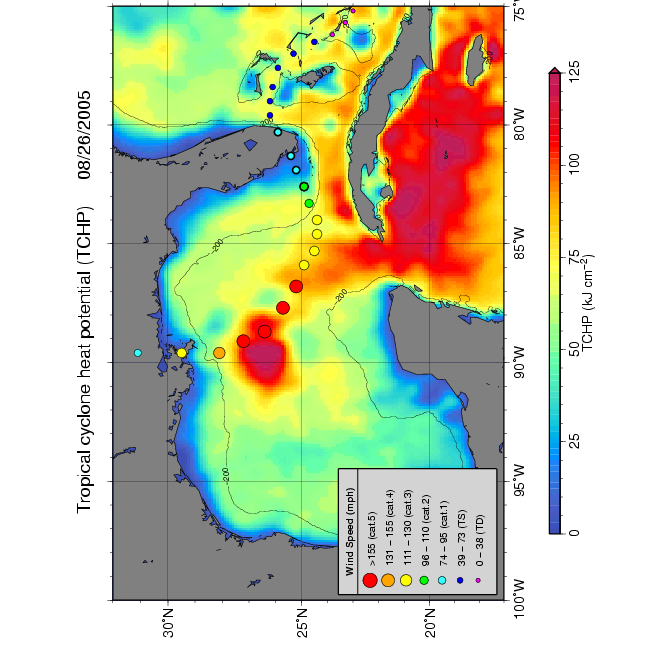 Tropical cyclone heat potential (TCHP) 08/26/2005
100°W
95°W
90°W
85°W
80°W
75°
30°N
25°N
20°N
-200
-200
-200
-200
Wind Speed (mph)
>155 (cat.5)
131 – 155 (cat.4)
111 – 130 (cat.3)
96 – 110 (cat.2)
74 – 95 (cat.1)
39 – 73 (TS)
0 – 38 (TD)
0
25
50
75
100
125
TCHP (kJ cm⁻²)